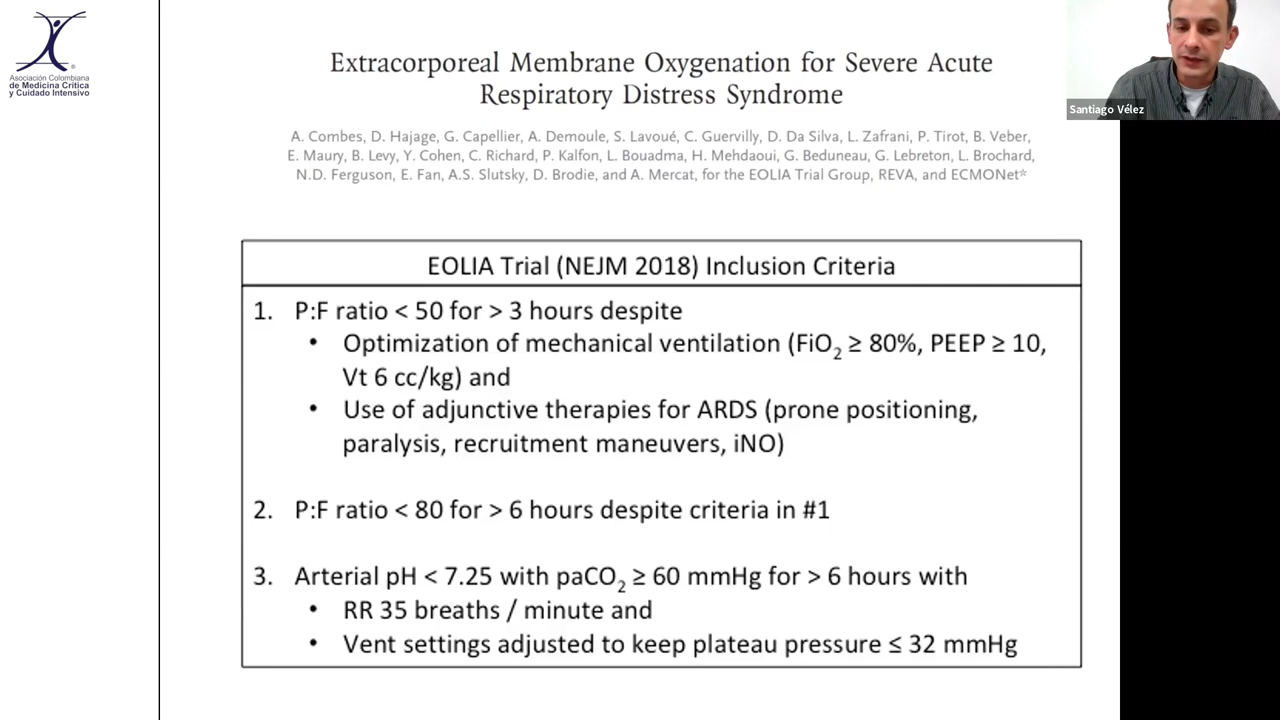 Asociación Colombiana
de Medicina Crítica
y Cuidado Intensivo
Extracorporeal Membrane Oxygenation for Severe Acute
Respiratory Distress Syndrome
A. Combes, D. Hajage, G. Capellier, A. Demoule, S. Lavoué, C. Guervilly, D. Da Silva, L. Zafrani, P. Tirot, B. Veber,
E. Maury, B. Levy, Y. Cohen, C. Richard, P. Kalfon, L. Bouadma, H. Mehdaoui, G. Beduneau, G. Lebreton, L. Brochard,
N.D. Ferguson, E. Fan, A.S. Slutsky, D. Brodie, and A. Mercat, for the EOLIA Trial Group, REVA, and ECMONet*
Santiago Vélez
EOLIA Trial (NEJM 2018) Inclusion Criteria
1. P:F ratio < 50 for > 3 hours despite
• Optimization of mechanical ventilation (FiO₂ ≥ 80%, PEEP ≥ 10,
Vt 6 cc/kg) and
• Use of adjunctive therapies for ARDS (prone positioning,
paralysis, recruitment maneuvers, iNO)
2. P:F ratio < 80 for > 6 hours despite criteria in #1
3. Arterial pH < 7.25 with paCO₂ ≥ 60 mmHg for > 6 hours with
• RR 35 breaths / minute and
• Vent settings adjusted to keep plateau pressure ≤ 32 mmHg